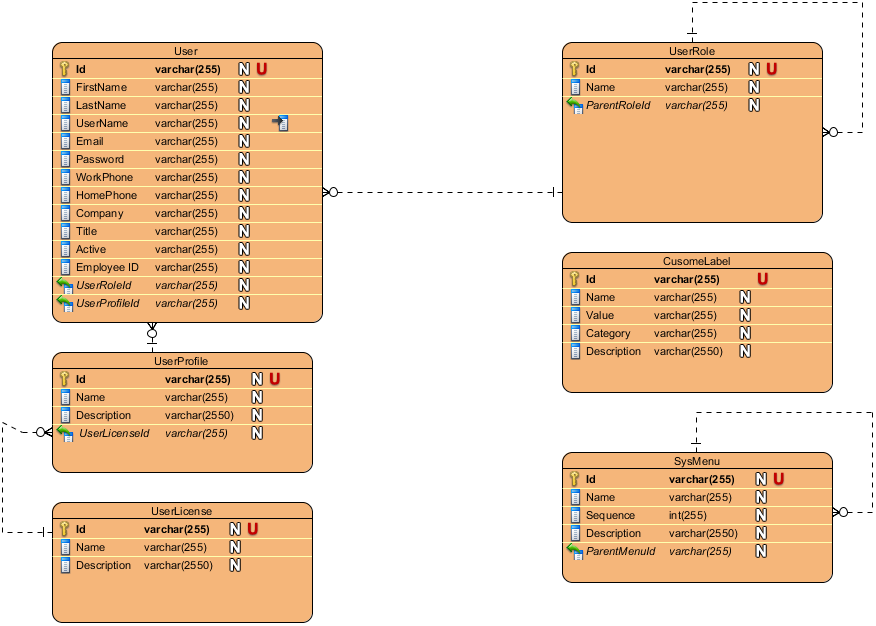 User
Id varchar(255) N U
FirstName varchar(255) N
LastName varchar(255) N
UserName varchar(255) N
Email varchar(255) N
Password varchar(255) N
WorkPhone varchar(255) N
HomePhone varchar(255) N
Company varchar(255) N
Title varchar(255) N
Active varchar(255) N
Employee ID varchar(255) N
UserRoleId varchar(255) N
UserProfileId varchar(255) N
UserProfile
Id varchar(255) N U
Name varchar(255) N
Description varchar(2550) N
UserLicenseId varchar(255) N
UserLicense
Id varchar(255) N U
Name varchar(255) N
Description varchar(2550) N
UserRole
Id varchar(255) N U
Name varchar(255) N
ParentRoleId varchar(255) N
CusomeLabel
Id varchar(255) U
Name varchar(255) N
Value varchar(255) N
Category varchar(255) N
Description varchar(2550) N
SysMenu
Id varchar(255) N U
Name varchar(255) N
Sequence int(255) N
Description varchar(2550) N
ParentMenuId varchar(255) N